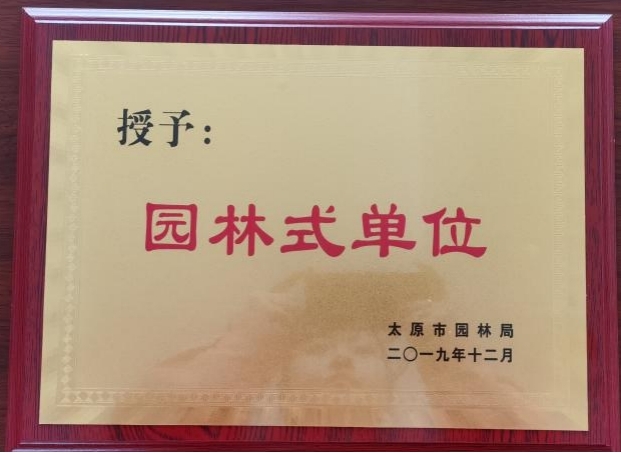 授予：
园林式单位
太原市园林局
二〇一九年十二月